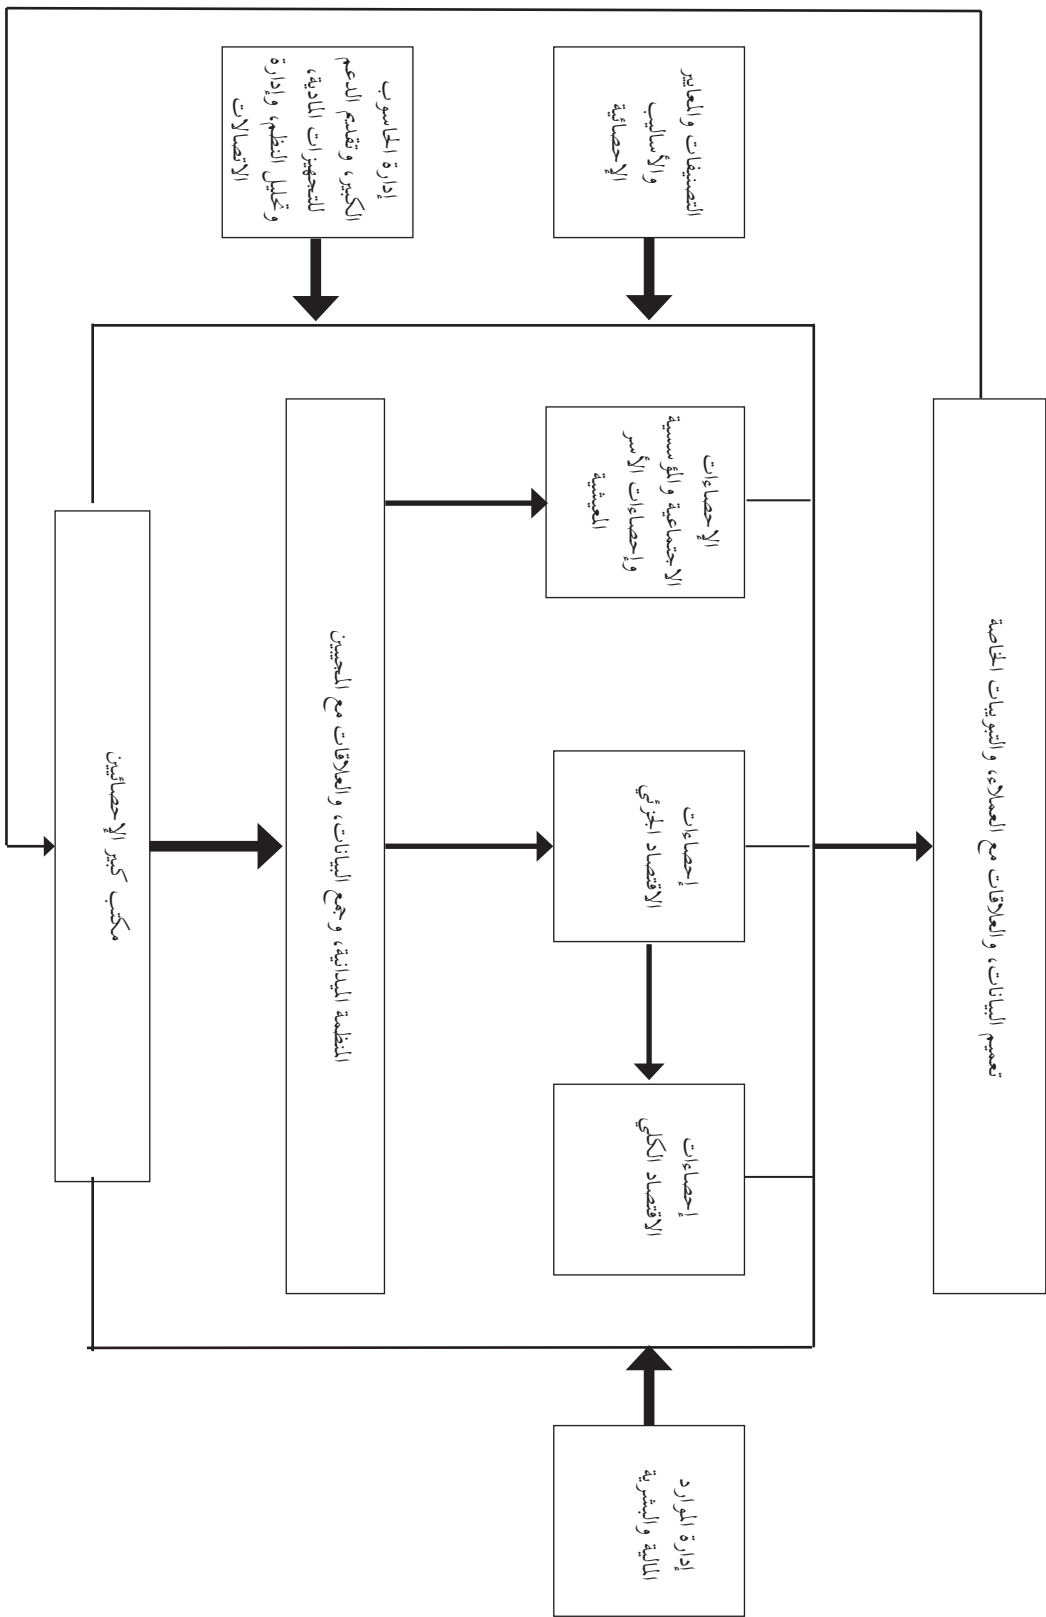 تعميم البيانات، والعلاقات مع العملاء، والتبويبات الخاصة
إدارة الموارد
المالية والبشرية
إحصاءات
الاقتصاد الكلي
إحصاءات
الاقتصاد الجزئي
الإحصاءات
الاجتماعية والمؤسسية
وإحصاءات الأسر
المعيشية
التصنيفات والمعايير
والأساليب
الإحصائية
المنظمة الميدانية، وجمع البيانات، والعلاقات مع المجيبين
إدارة الحاسوب
الكبير، وتقديم الدعم
للتجهيزات المادية،
وتحليل النظم، وإدارة
الاتصالات
مكتب كبير الإحصائيين